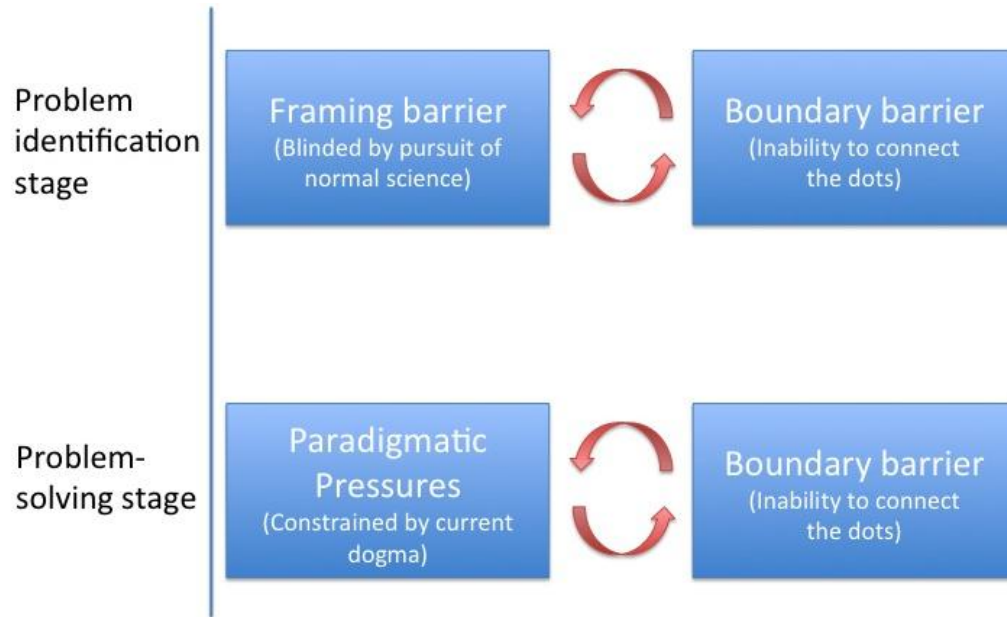 Problem
identification
stage
Framing barrier
(Blinded by pursuit of
normal science)
Boundary barrier
(Inability to connect
the dots)
Problem-
solving stage
Paradigmatic
Pressures
(Constrained by current
dogma)
Boundary barrier
(Inability to connect
the dots)